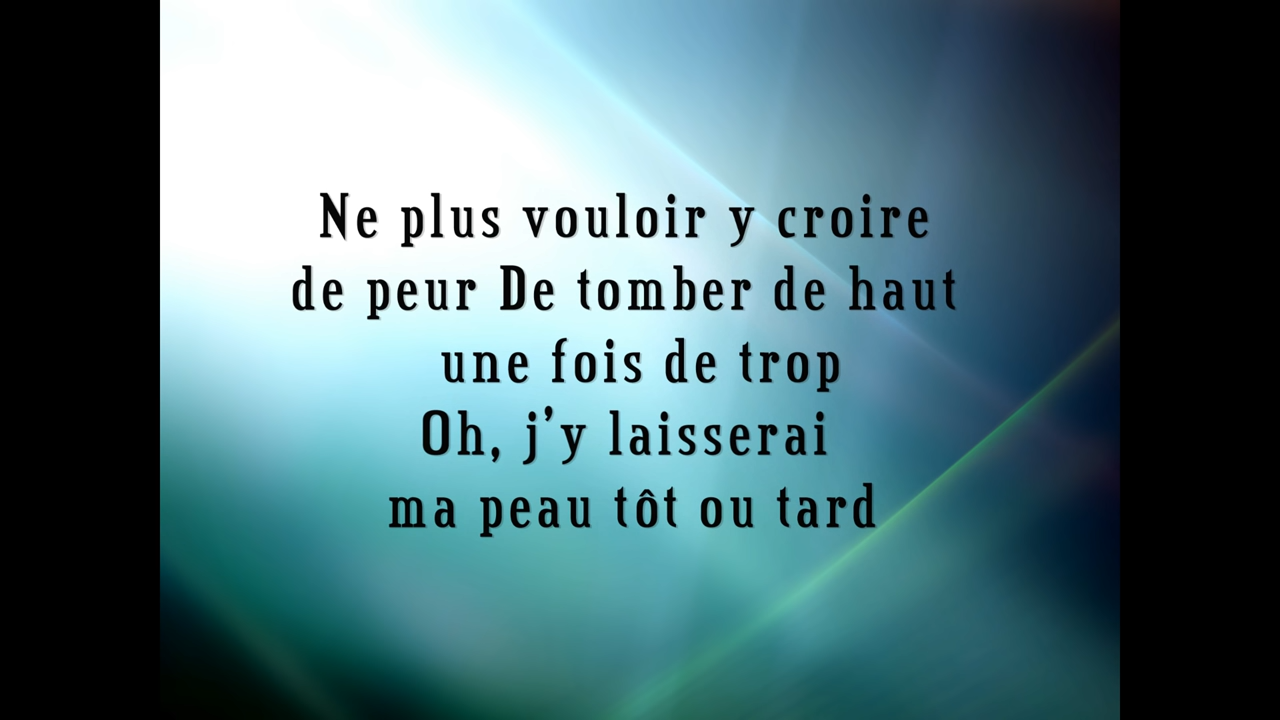 Ne plus vouloir y croire
de peur De tomber de haut
une fois de trop
Oh, j’y laisserai
ma peau tôt ou tard